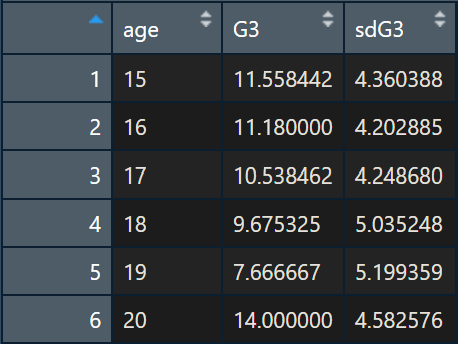 age G3 sdG3
1 15 11.558442 4.360388
2 16 11.180000 4.202885
3 17 10.538462 4.248680
4 18 9.675325 5.035248
5 19 7.666667 5.199359
6 20 14.000000 4.582576